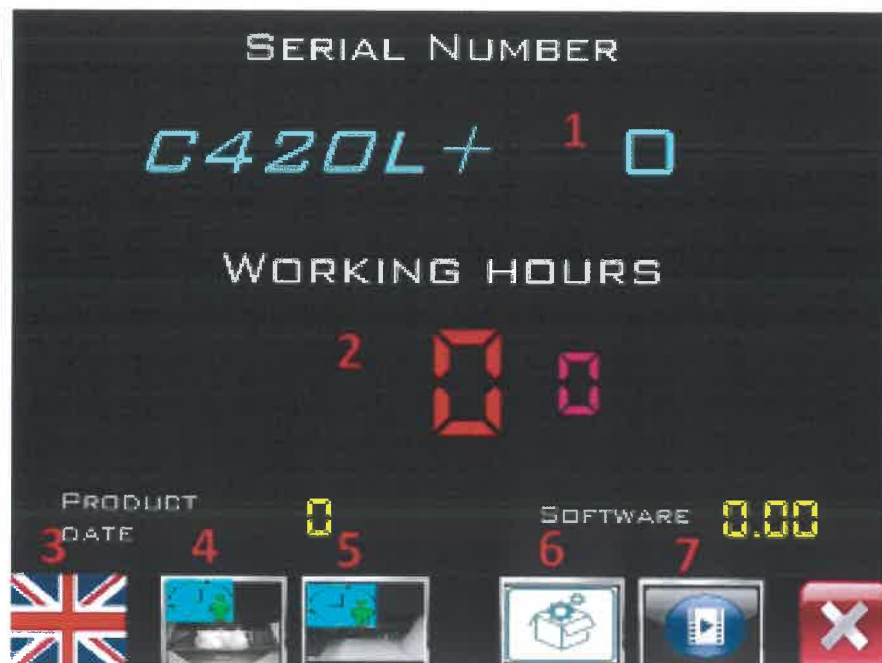 SERIAL NUMBER
C420L+ 1 0
WORKING HOURS
2 0 0
PRODUCT DATE 0 SOFTWARE 0.00
3 4 5 6 7